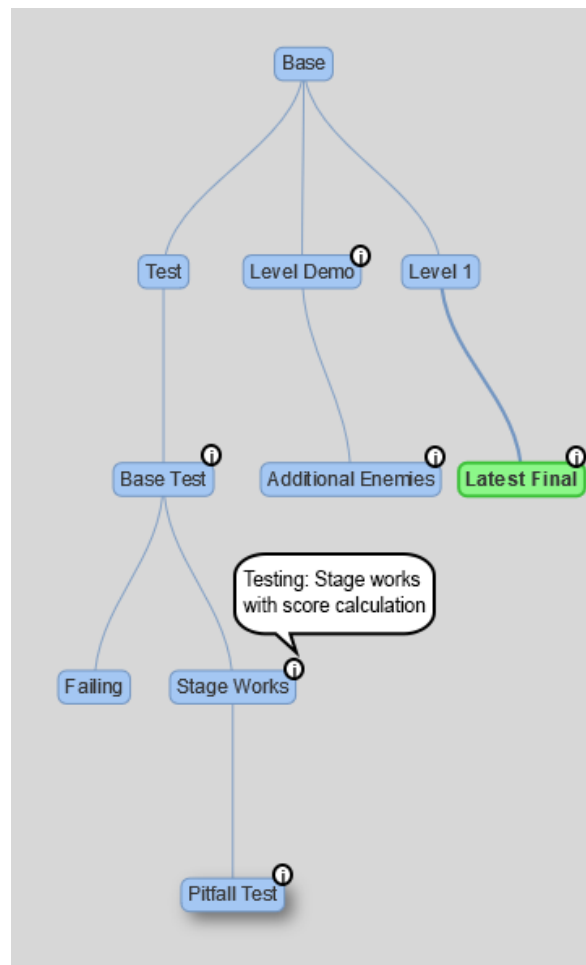 Base
Test
Level Demo
Level 1
Base Test
Additional Enemies
Latest Final
Testing: Stage works
with score calculation
Failing
Stage Works
Pitfall Test